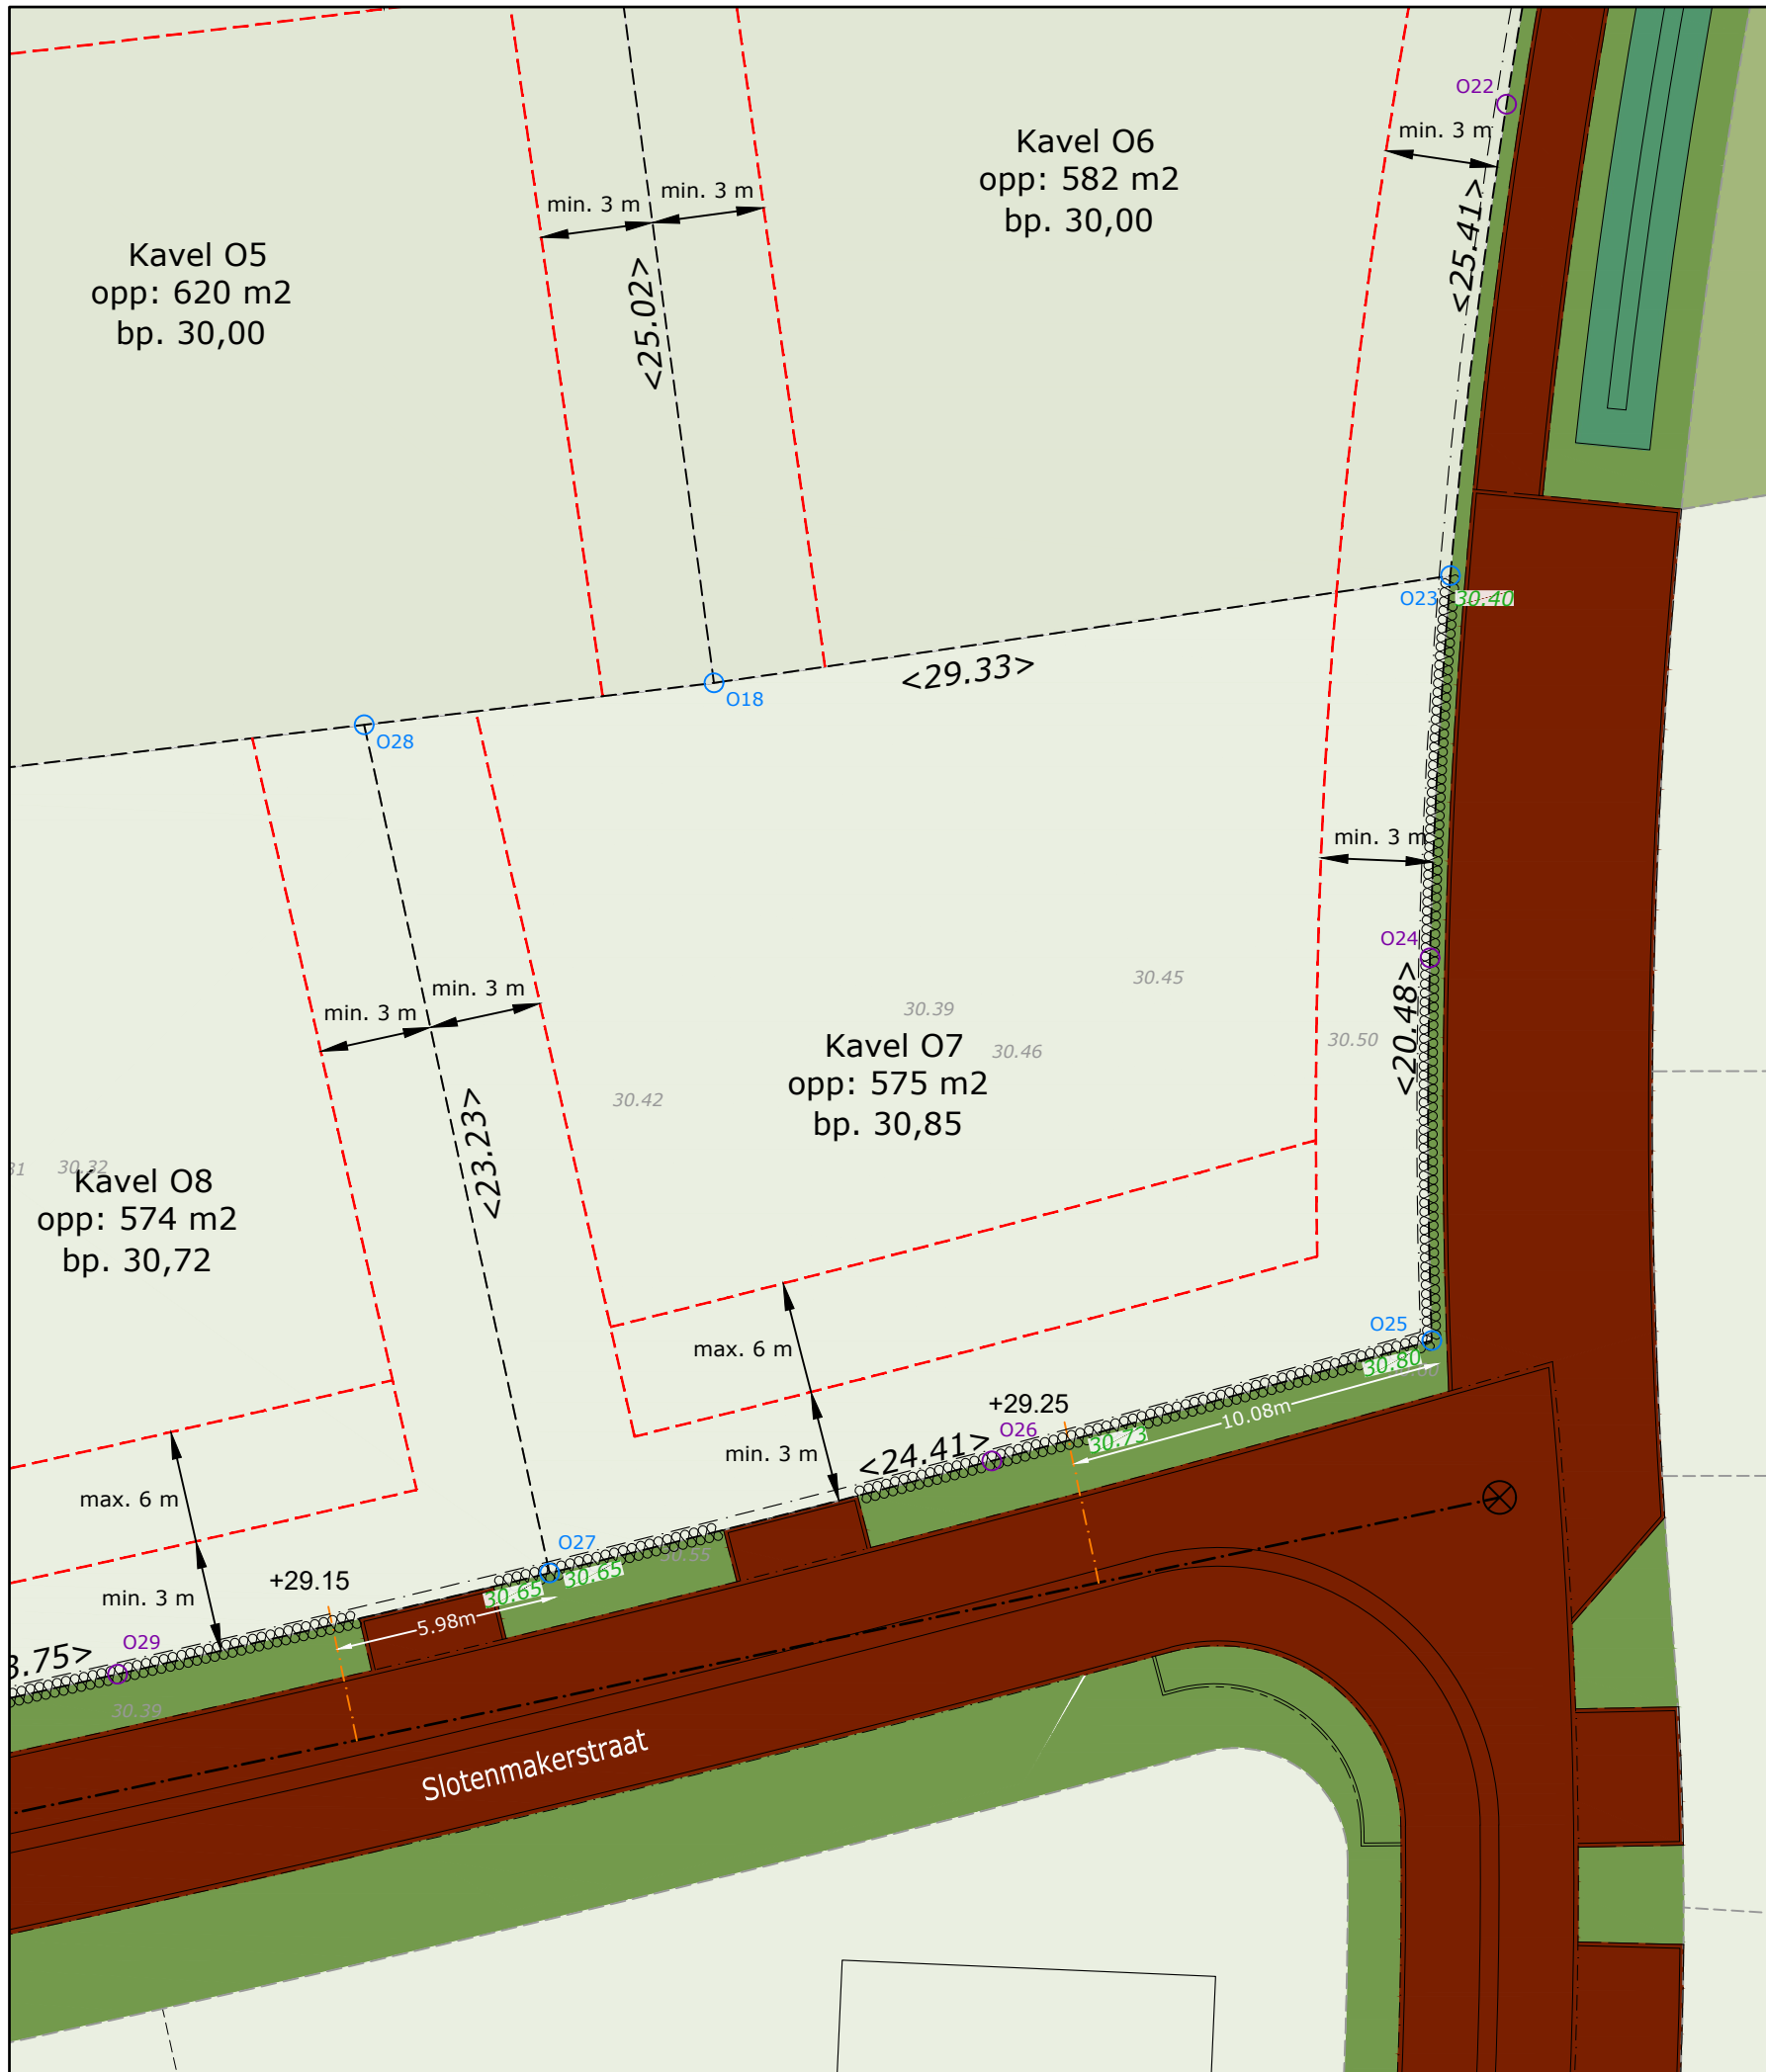 O22
min. 3 m
Kavel O6
opp: 582 m2
bp. 30,00
min. 3 m
min. 3 m
<25.41>
Kavel O5
opp: 620 m2
bp. 30,00
<25.02>
O23
30.40
<29.33>
O18
O28
min. 3 m
O24
30.45
min. 3 m
min. 3 m
30.39
30.46
30.50
<20.48>
Kavel O7
opp: 575 m2
bp. 30,85
30.42
<23.23>
31
30.32
Kavel O8
opp: 574 m2
bp. 30,72
O25
max. 6 m
30.80
+29.25
10.08m
O26
30.73
min. 3 m
<24.41>
max. 6 m
O27
30.55
30.65
30.65
+29.15
min. 3 m
5.98m
O29
3.75>
30.39
Slotenmakerstraat